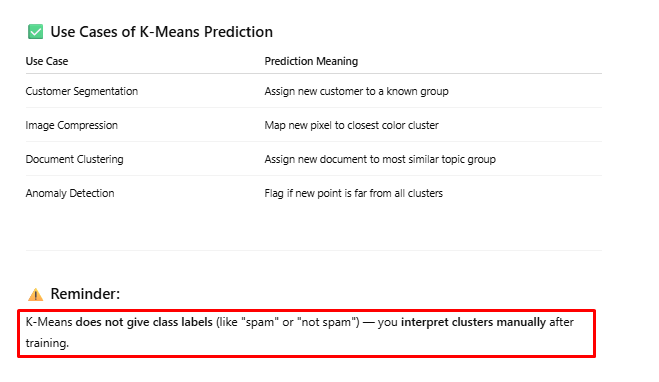 ✅ Use Cases of K-Means Prediction
Use Case Prediction Meaning
Customer Segmentation Assign new customer to a known group
Image Compression Map new pixel to closest color cluster
Document Clustering Assign new document to most similar topic group
Anomaly Detection Flag if new point is far from all clusters
⚠️ Reminder:
K-Means does not give class labels (like "spam" or "not spam") — you interpret clusters manually after
training.